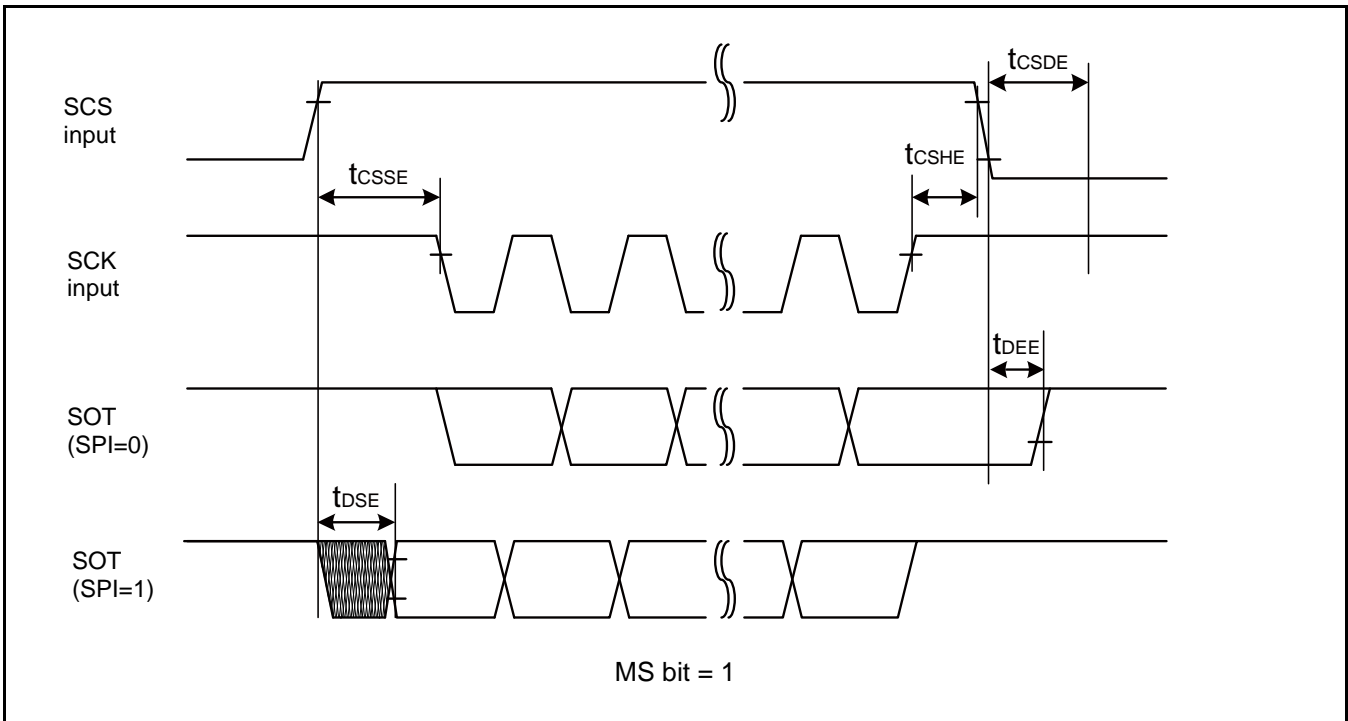 tCSDE
SCS
input
tCSHE
tCSSE
SCK
input
tDEE
SOT
(SPI=0)
tDSE
SOT
(SPI=1)
MS bit = 1